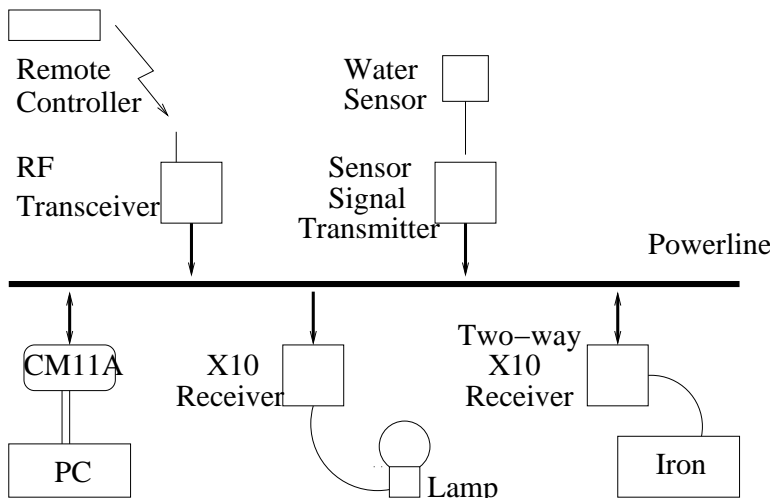 Remote
Controller
Water
Sensor
RF
Transceiver
Sensor
Signal
Transmitter
Powerline
CM11A
PC
X10
Receiver
Lamp
Two−way
X10
Receiver
Iron